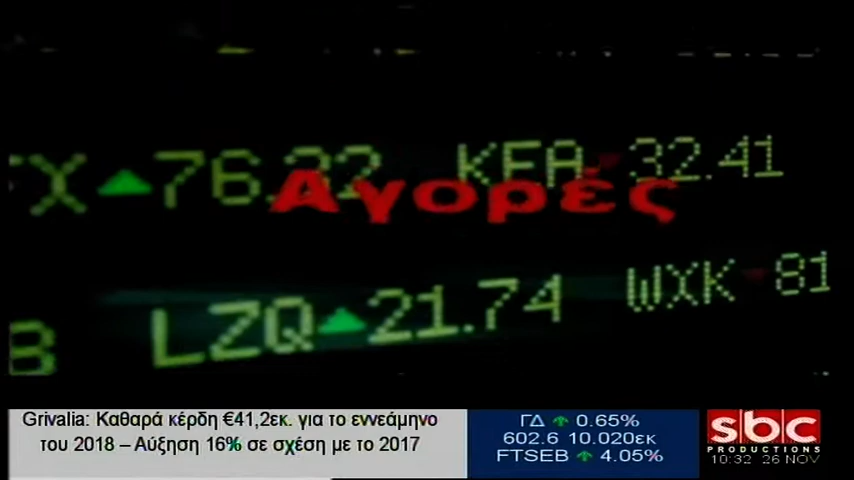 FX ▲ 76.22 KFA ▼ 32.41
Αγορές
B LZQ ▲ 21.74 WXK ▼ 81
Grivalia: Καθαρά κέρδη €41,2εκ. για το εννεάμηνο
του 2018 – Αύξηση 16% σε σχέση με το 2017
ΓΔ ↑ 0.65%
602.6 10.020εκ
FTSEB ↑ 4.05%
sbc
PRODUCTIONS
10:32 26 NOV